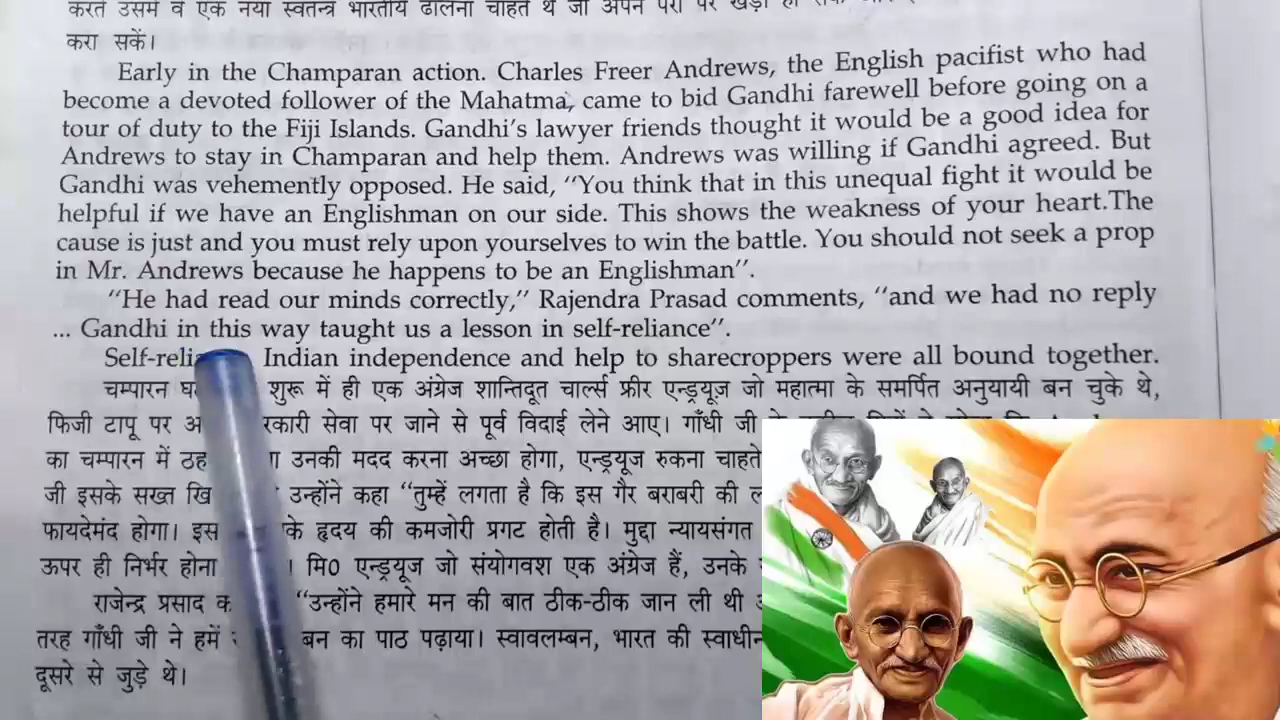 करते उसमें वे एक नया स्वतन्त्र भारतीय ढालना चाहते थे जो अपने पैरों पर खड़ा हो सके
करा सकें।
Early in the Champaran action. Charles Freer Andrews, the English pacifist who had
become a devoted follower of the Mahatma, came to bid Gandhi farewell before going on a
tour of duty to the Fiji Islands. Gandhi's lawyer friends thought it would be a good idea for
Andrews to stay in Champaran and help them. Andrews was willing if Gandhi agreed. But
Gandhi was vehemently opposed. He said, "You think that in this unequal fight it would be
helpful if we have an Englishman on our side. This shows the weakness of your heart.The
cause is just and you must rely upon yourselves to win the battle. You should not seek a prop
in Mr. Andrews because he happens to be an Englishman".
"He had read our minds correctly," Rajendra Prasad comments, "and we had no reply
... Gandhi in this way taught us a lesson in self-reliance".
Indian independence and help to sharecroppers were all bound together.
चम्पारन शुरू में ही एक अंग्रेज शान्तिदूत चार्ल्स फ्रीर एन्ड्रयूज जो महात्मा के समर्पित अनुयायी बन चुके थे,
फिजी टापू पर सेवा पर जाने से पूर्व विदाई लेने आए। गाँधी जी
का चम्पारन में उनकी मदद करना अच्छा होगा, एन्ड्रयूज रुकना चाहते
जी इसके सख्त उन्होंने कहा "तुम्हें लगता है कि इस गैर बराबरी की
फायदेमंद होगा। इस हृदय की कमजोरी प्रगट होती है। मुद्दा न्यायसंगत
ऊपर ही निर्भर होना । मि0 एन्ड्रयूज जो संयोगवश एक अंग्रेज हैं, उनके
राजेन्द्र प्रसाद "उन्होंने हमारे मन की बात ठीक-ठीक जान ली थी
तरह गाँधी जी ने हमें का पाठ पढ़ाया। स्वावलम्बन, भारत की
दूसरे से जुड़े थे।